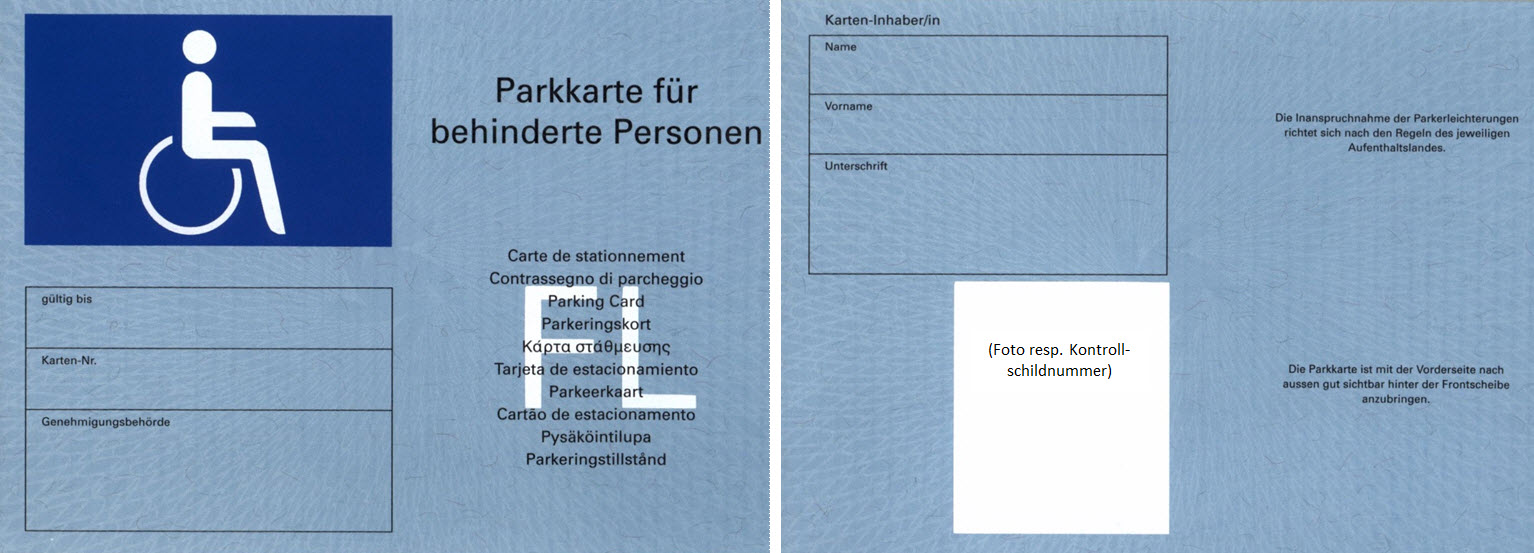 Parkkarte für
behinderte Personen
gültig bis
Karten-Nr.
Genehmigungsbehörde
Carte de stationnement
Contrassegno di parcheggio
Parking Card
Parkeringskort
Κάρτα στάθμευσης
Tarjeta de estacionamiento
Parkeerkaart
Cartão de estacionamento
Pysäköintilupa
Parkeringstillstånd
FL
Karten-Inhaber/in
Name
Vorname
Unterschrift
(Foto resp. Kontroll-
schildnummer)
Die Inanspruchnahme der Parkerleichterungen
richtet sich nach den Regeln des jeweiligen
Aufenthaltslandes.
Die Parkkarte ist mit der Vorderseite nach
aussen gut sichtbar hinter der Frontscheibe
anzubringen.